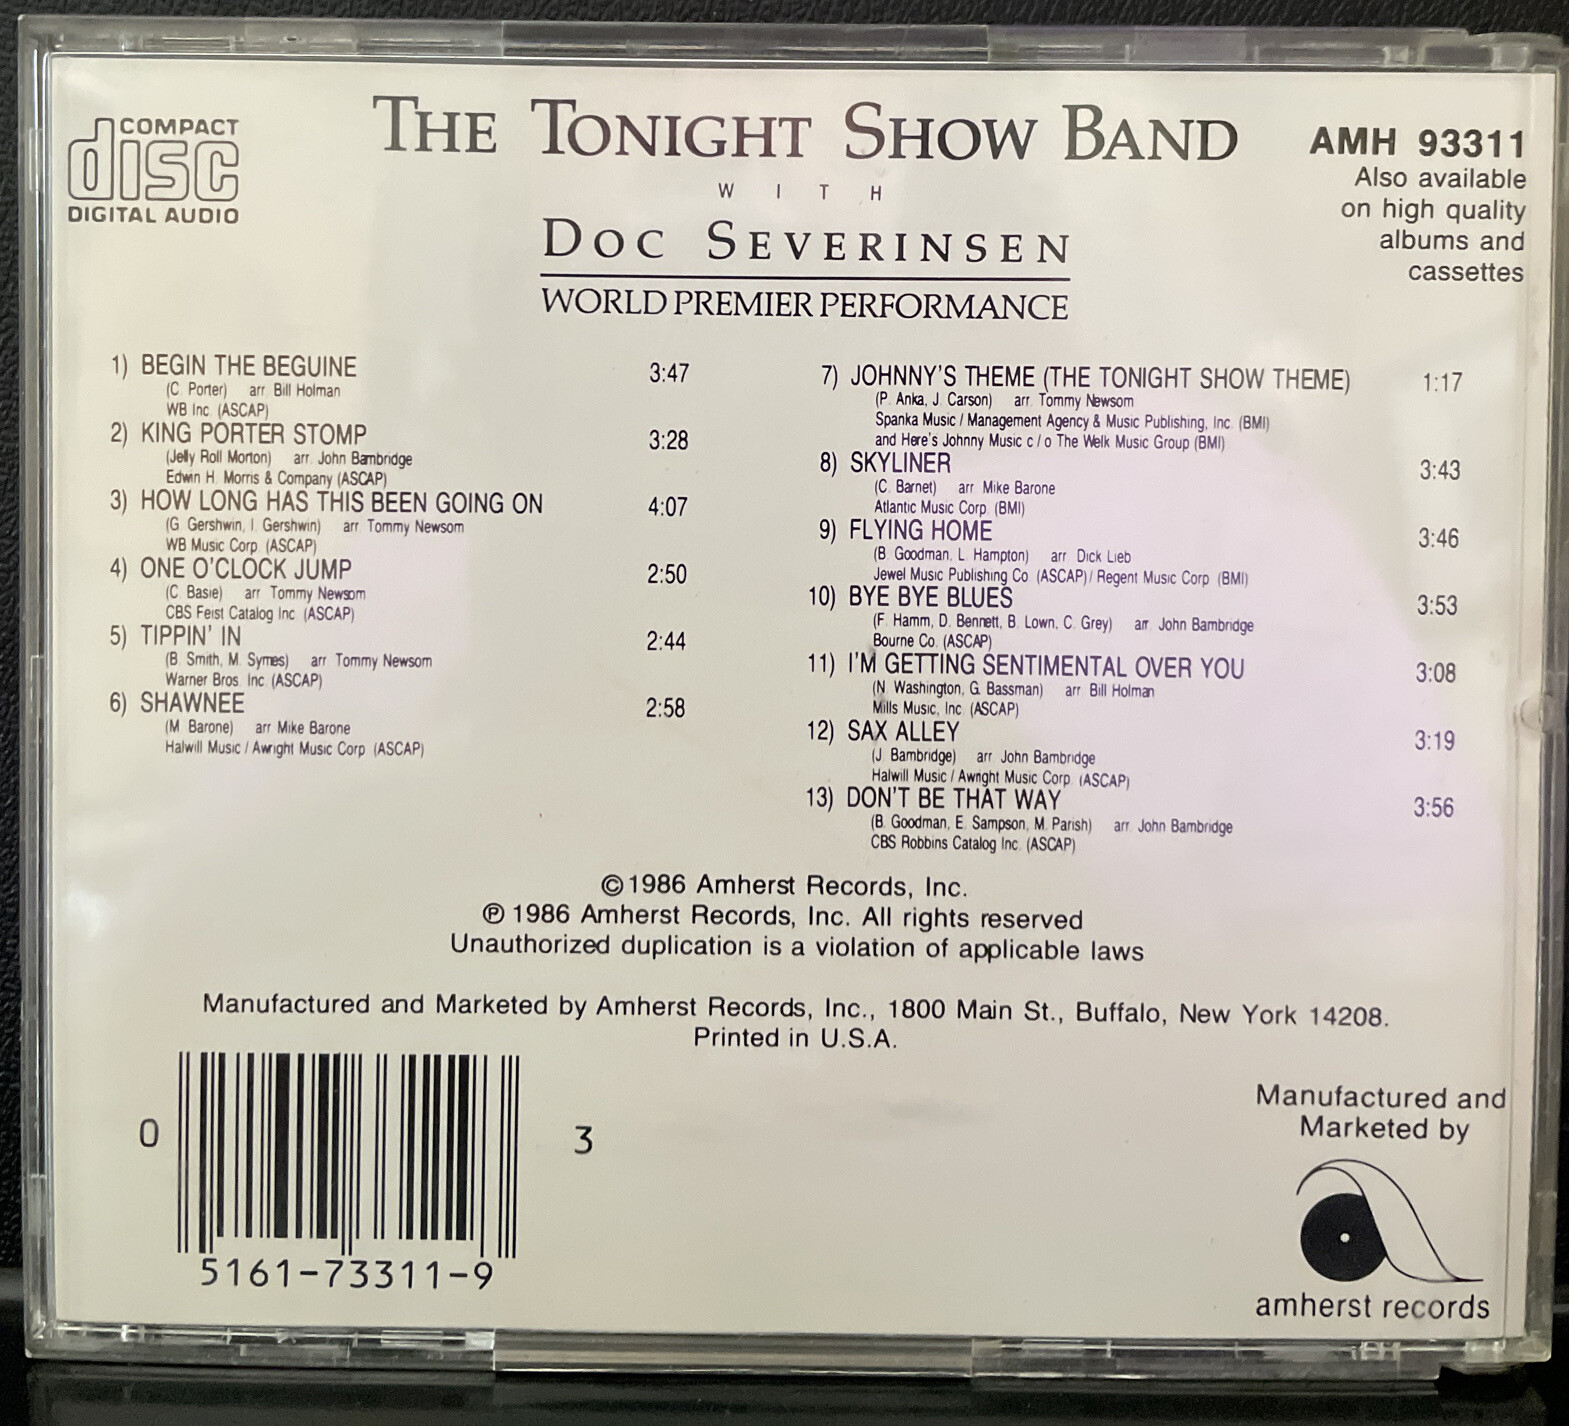 COMPACT
disc
DIGITAL AUDIO
THE TONIGHT SHOW BAND
WITH
DOC SEVERINSEN
WORLD PREMIER PERFORMANCE
AMH 93311
Also available
on high quality
albums and
cassettes
1) BEGIN THE BEGUINE 3:47
(C. Porter) arr. Bill Holman
WB Inc. (ASCAP)
2) KING PORTER STOMP 3:28
(Jelly Roll Morton) arr. John Bambridge
Edwin H. Morris & Company (ASCAP)
3) HOW LONG HAS THIS BEEN GOING ON 4:07
(G. Gershwin, I. Gershwin) arr. Tommy Newsom
WB Music Corp. (ASCAP)
4) ONE O'CLOCK JUMP 2:50
(C. Basie) arr. Tommy Newsom
CBS Feist Catalog Inc. (ASCAP)
5) TIPPIN' IN 2:44
(B. Smith, M. Symes) arr. Tommy Newsom
Warner Bros. Inc. (ASCAP)
6) SHAWNEE 2:58
(M. Barone) arr. Mike Barone
Halwill Music / Awright Music Corp. (ASCAP)
7) JOHNNY'S THEME (THE TONIGHT SHOW THEME) 1:17
(P. Anka, J. Carson) arr. Tommy Newsom
Spanka Music / Management Agency & Music Publishing, Inc. (BMI)
and Here's Johnny Music c/o The Welk Music Group (BMI)
8) SKYLINER 3:43
(C. Barnet) arr. Mike Barone
Atlantic Music Corp. (BMI)
9) FLYING HOME 3:46
(B. Goodman, L. Hampton) arr. Dick Lieb
Jewel Music Publishing Co. (ASCAP)/Regent Music Corp. (BMI)
10) BYE BYE BLUES 3:53
(F. Hamm, D. Bennett, B. Lown, C. Grey) arr. John Bambridge
Bourne Co. (ASCAP)
11) I'M GETTING SENTIMENTAL OVER YOU 3:08
(N. Washington, G. Bassman) arr. Bill Holman
Mills Music, Inc. (ASCAP)
12) SAX ALLEY 3:19
(J. Bambridge) arr. John Bambridge
Halwill Music / Awright Music Corp. (ASCAP)
13) DON'T BE THAT WAY 3:56
(B. Goodman, E. Sampson, M. Parish) arr. John Bambridge
CBS Robbins Catalog Inc. (ASCAP)
©1986 Amherst Records, Inc.
℗ 1986 Amherst Records, Inc. All rights reserved
Unauthorized duplication is a violation of applicable laws
Manufactured and Marketed by Amherst Records, Inc., 1800 Main St., Buffalo, New York 14208.
Printed in U.S.A.
0 3
5161-73311-9
Manufactured and
Marketed by
amherst records